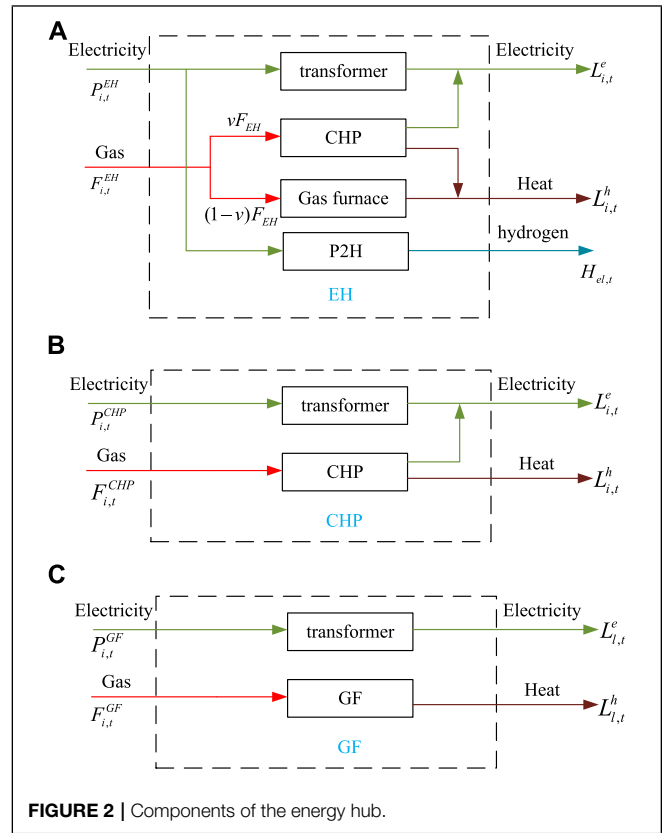 A
Electricity Electricity
transformer
P_{i,t}^{EH} L_{i,t}^{e}
vF_{EH}
CHP
Gas
F_{i,t}^{EH} Gas furnace Heat L_{i,t}^{h}
(1−v)F_{EH} hydrogen
P2H
H_{el,t}
EH
B
Electricity Electricity
transformer
P_{i,t}^{CHP} L_{i,t}^{e}
Gas CHP Heat
F_{i,t}^{CHP} L_{i,t}^{h}
CHP
C
Electricity Electricity
transformer
P_{i,t}^{GF} L_{l,t}^{e}
Gas GF Heat
F_{i,t}^{GF} L_{l,t}^{h}
GF
FIGURE 2 | Components of the energy hub.